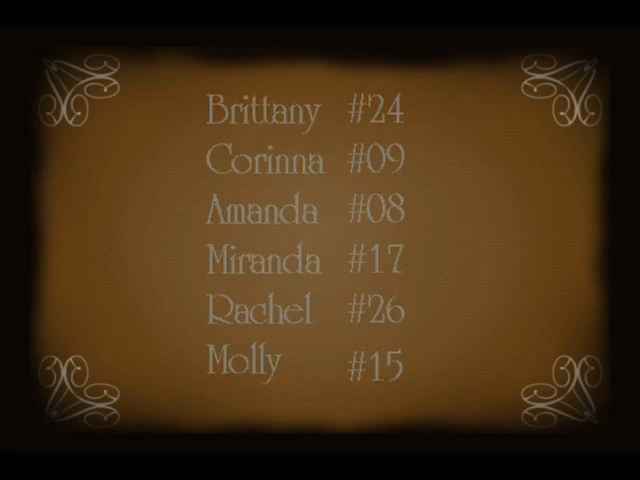 Brittany #24
Corinna #09
Amanda #08
Miranda #17
Rachel #26
Molly #15